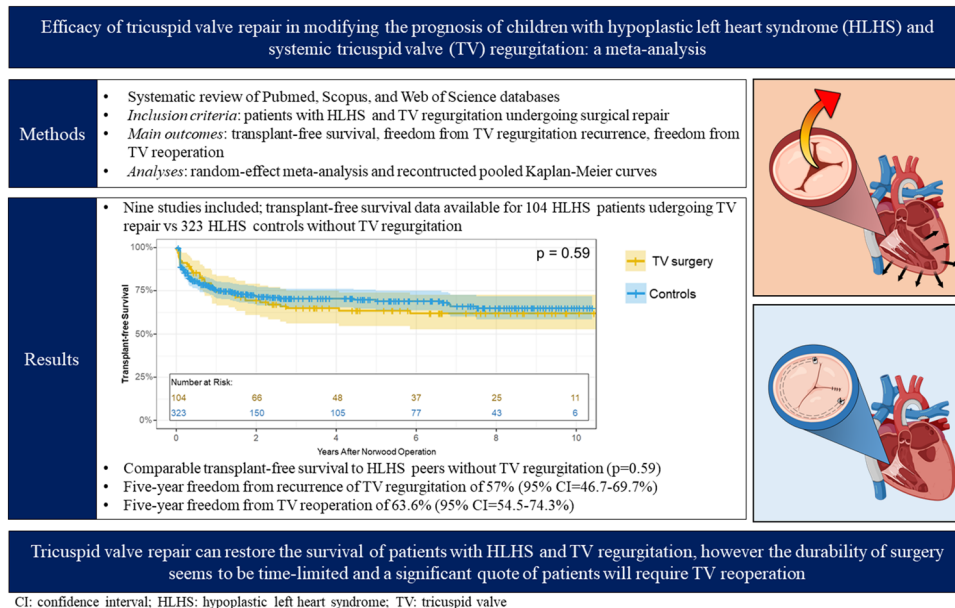 Efficacy of tricuspid valve repair in modifying the prognosis of children with hypoplastic left heart syndrome (HLHS) and
systemic tricuspid valve (TV) regurgitation: a meta-analysis
Methods
• Systematic review of Pubmed, Scopus, and Web of Science databases
• Inclusion criteria: patients with HLHS and TV regurgitation undergoing surgical repair
• Main outcomes: transplant-free survival, freedom from TV regurgitation recurrence, freedom from
TV reoperation
• Analyses: random-effect meta-analysis and recontructed pooled Kaplan-Meier curves
Results
• Nine studies included; transplant-free survival data available for 104 HLHS patients udergoing TV
repair vs 323 HLHS controls without TV regurgitation
Transplant-free Survival
100%
75%
50%
25%
0%
p = 0.59
TV surgery
Controls
Number at Risk:
104 66 48 37 25 11
323 150 105 77 43 6
0 2 4 6 8 10
Years After Norwood Operation
• Comparable transplant-free survival to HLHS peers without TV regurgitation (p=0.59)
• Five-year freedom from recurrence of TV regurgitation of 57% (95% CI=46.7-69.7%)
• Five-year freedom from TV reoperation of 63.6% (95% CI=54.5-74.3%)
Tricuspid valve repair can restore the survival of patients with HLHS and TV regurgitation, however the durability of surgery
seems to be time-limited and a significant quote of patients will require TV reoperation
CI: confidence interval; HLHS: hypoplastic left heart syndrome; TV: tricuspid valve